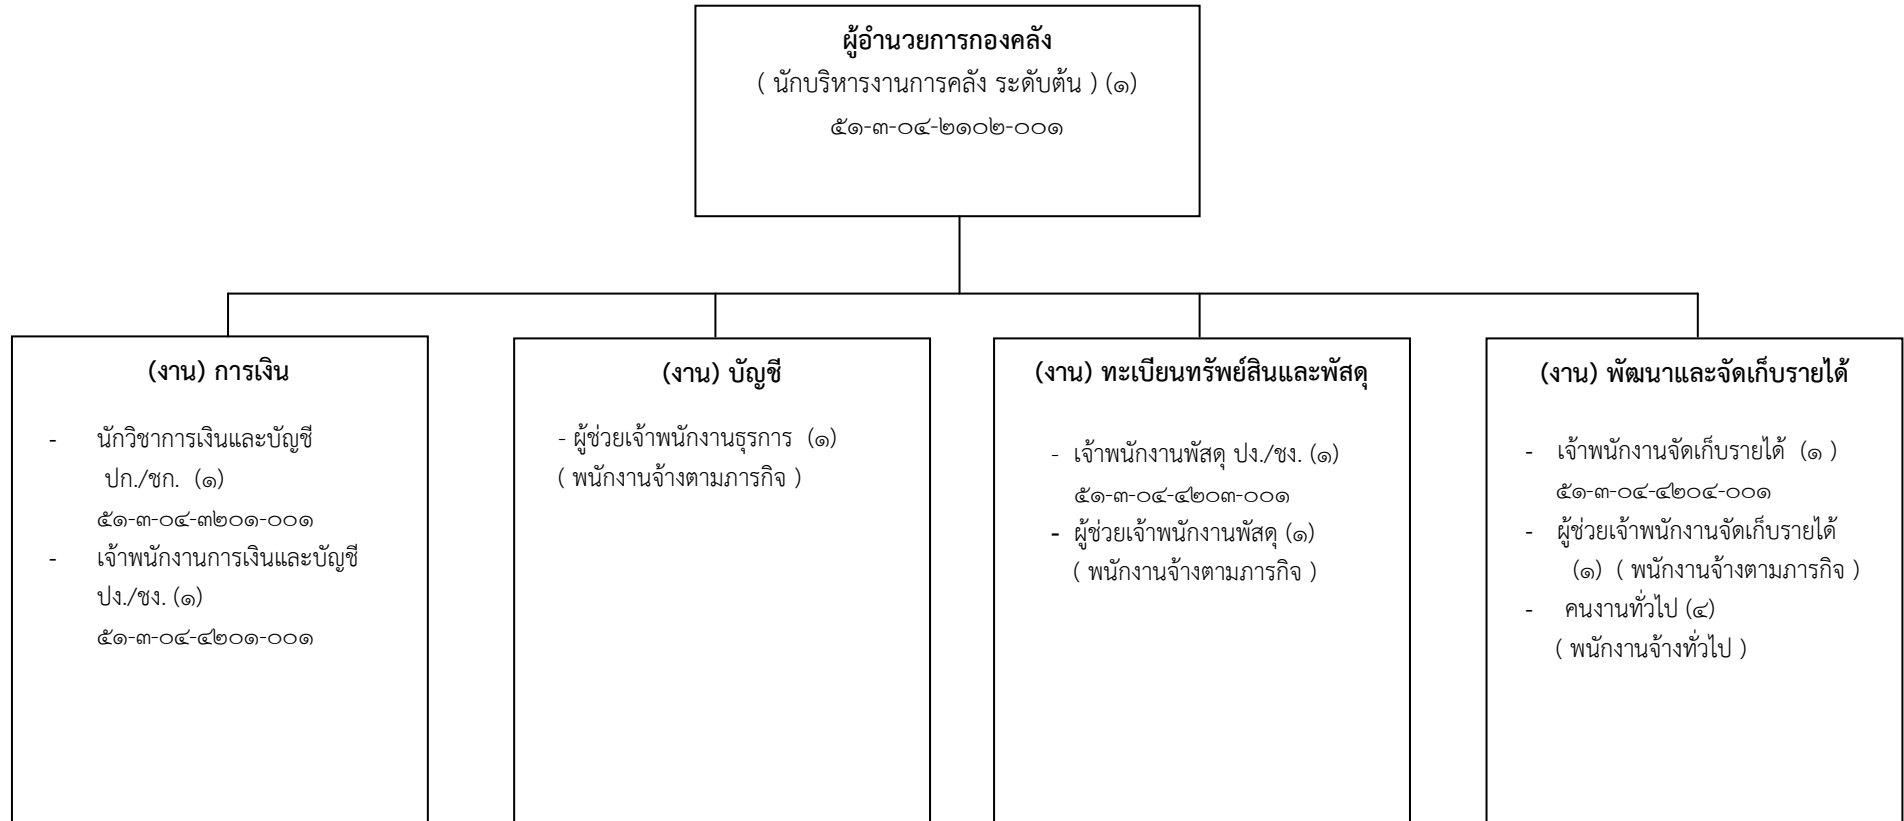 ผู้อำนวยการกองคลัง
( นักบริหารงานการคลัง ระดับต้น ) (๑)
๕๑-๓-๐๔-๒๑๐๒-๐๐๑
(งาน) การเงิน
- นักวิชาการเงินและบัญชี
ปก./ชก. (๑)
๕๑-๓-๐๔-๓๒๐๑-๐๐๑
- เจ้าพนักงานการเงินและบัญชี
ปง./ชง. (๑)
๕๑-๓-๐๔-๔๒๐๑-๐๐๑
(งาน) บัญชี
- ผู้ช่วยเจ้าพนักงานธุรการ (๑)
( พนักงานจ้างตามภารกิจ )
(งาน) ทะเบียนทรัพย์สินและพัสดุ
- เจ้าพนักงานพัสดุ ปง./ชง. (๑)
๕๑-๓-๐๔-๔๒๐๓-๐๐๑
- ผู้ช่วยเจ้าพนักงานพัสดุ (๑)
( พนักงานจ้างตามภารกิจ )
(งาน) พัฒนาและจัดเก็บรายได้
- เจ้าพนักงานจัดเก็บรายได้ (๑ )
๕๑-๓-๐๔-๔๒๐๔-๐๐๑
- ผู้ช่วยเจ้าพนักงานจัดเก็บรายได้
(๑) ( พนักงานจ้างตามภารกิจ )
- คนงานทั่วไป (๔)
( พนักงานจ้างทั่วไป )